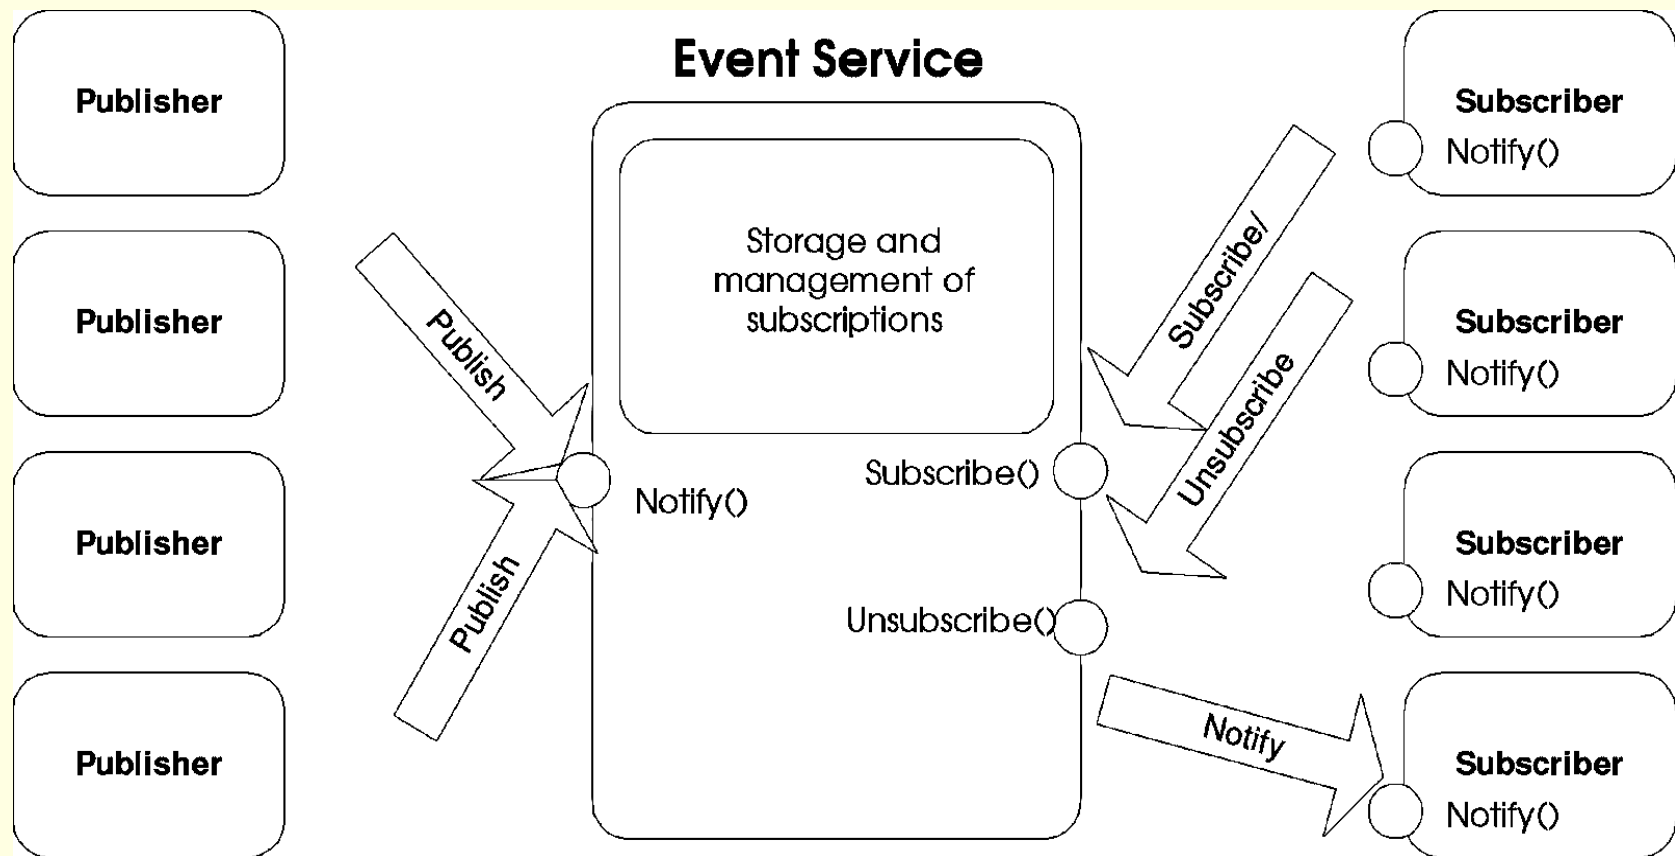 Event Service
Publisher
Publisher
Publisher
Publisher
Publish
Publish
Storage and
management of
subscriptions
Notify()
Subscribe()
Unsubscribe()
Subscribe/
Unsubscribe
Notify
Subscriber
Notify()
Subscriber
Notify()
Subscriber
Notify()
Subscriber
Notify()